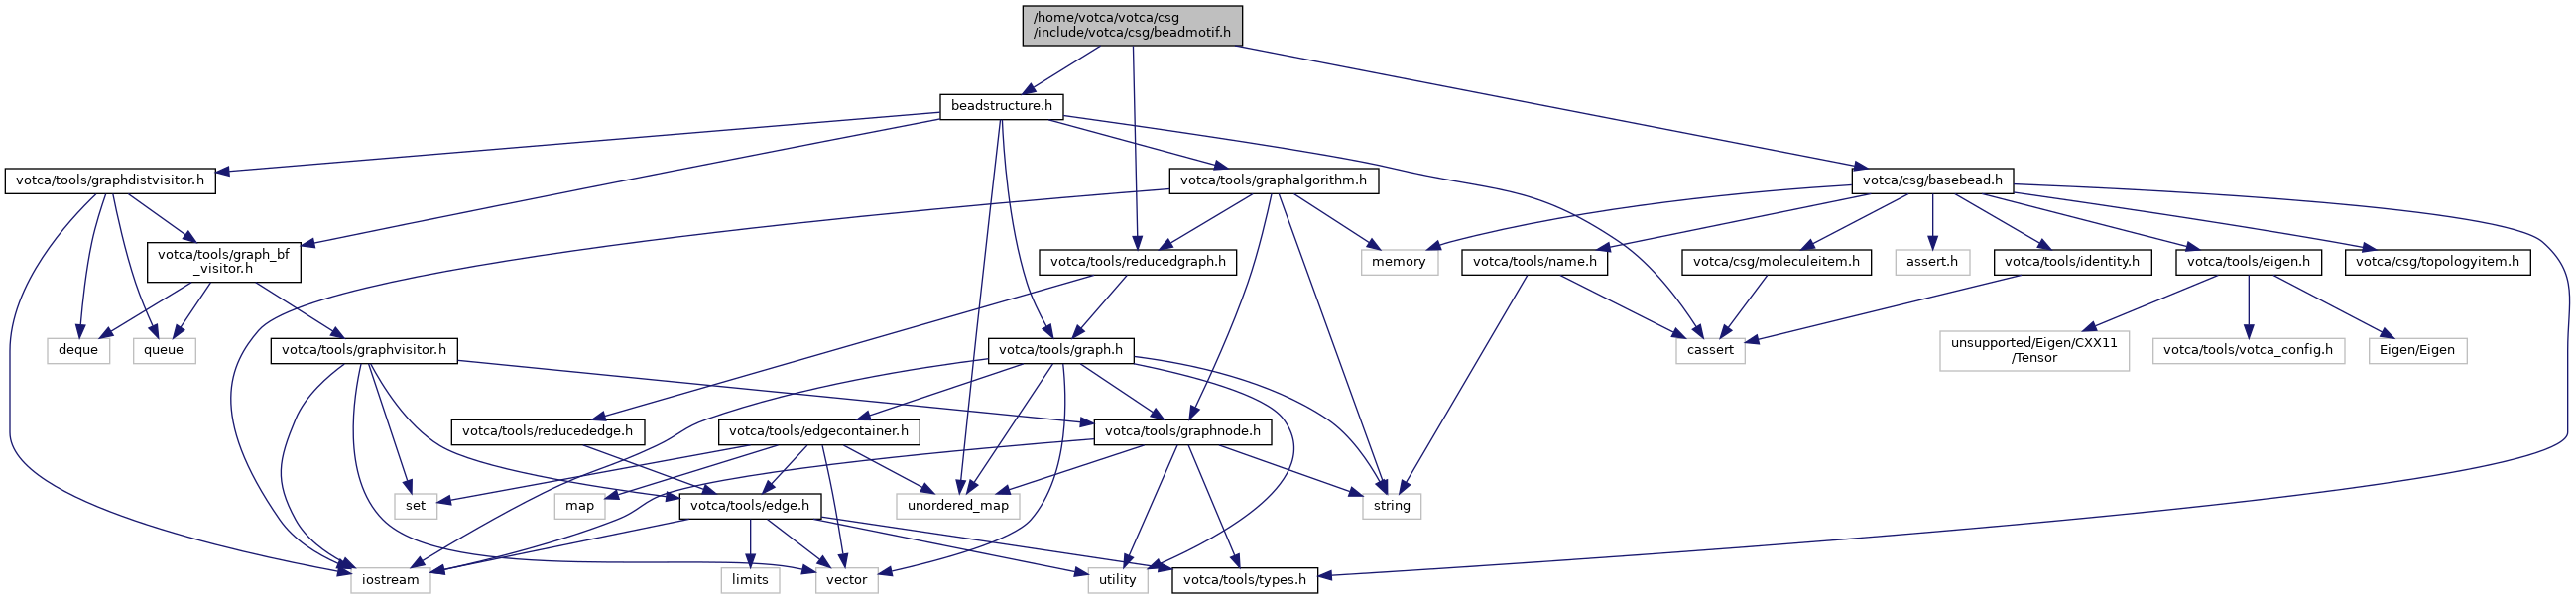 /home/votca/votca/csg
/include/votca/csg/beadmotif.h
beadstructure.h
votca/tools/graphdistvisitor.h
votca/tools/graphalgorithm.h
votca/csg/basebead.h
votca/tools/graph_bf
_visitor.h
votca/tools/reducedgraph.h
memory
votca/tools/name.h
votca/csg/moleculeitem.h
assert.h
votca/tools/identity.h
votca/tools/eigen.h
votca/csg/topologyitem.h
deque
queue
votca/tools/graphvisitor.h
votca/tools/graph.h
cassert
unsupported/Eigen/CXX11
/Tensor
votca/tools/votca_config.h
Eigen/Eigen
votca/tools/reducededge.h
votca/tools/edgecontainer.h
votca/tools/graphnode.h
set
map
votca/tools/edge.h
unordered_map
string
iostream
limits
vector
utility
votca/tools/types.h